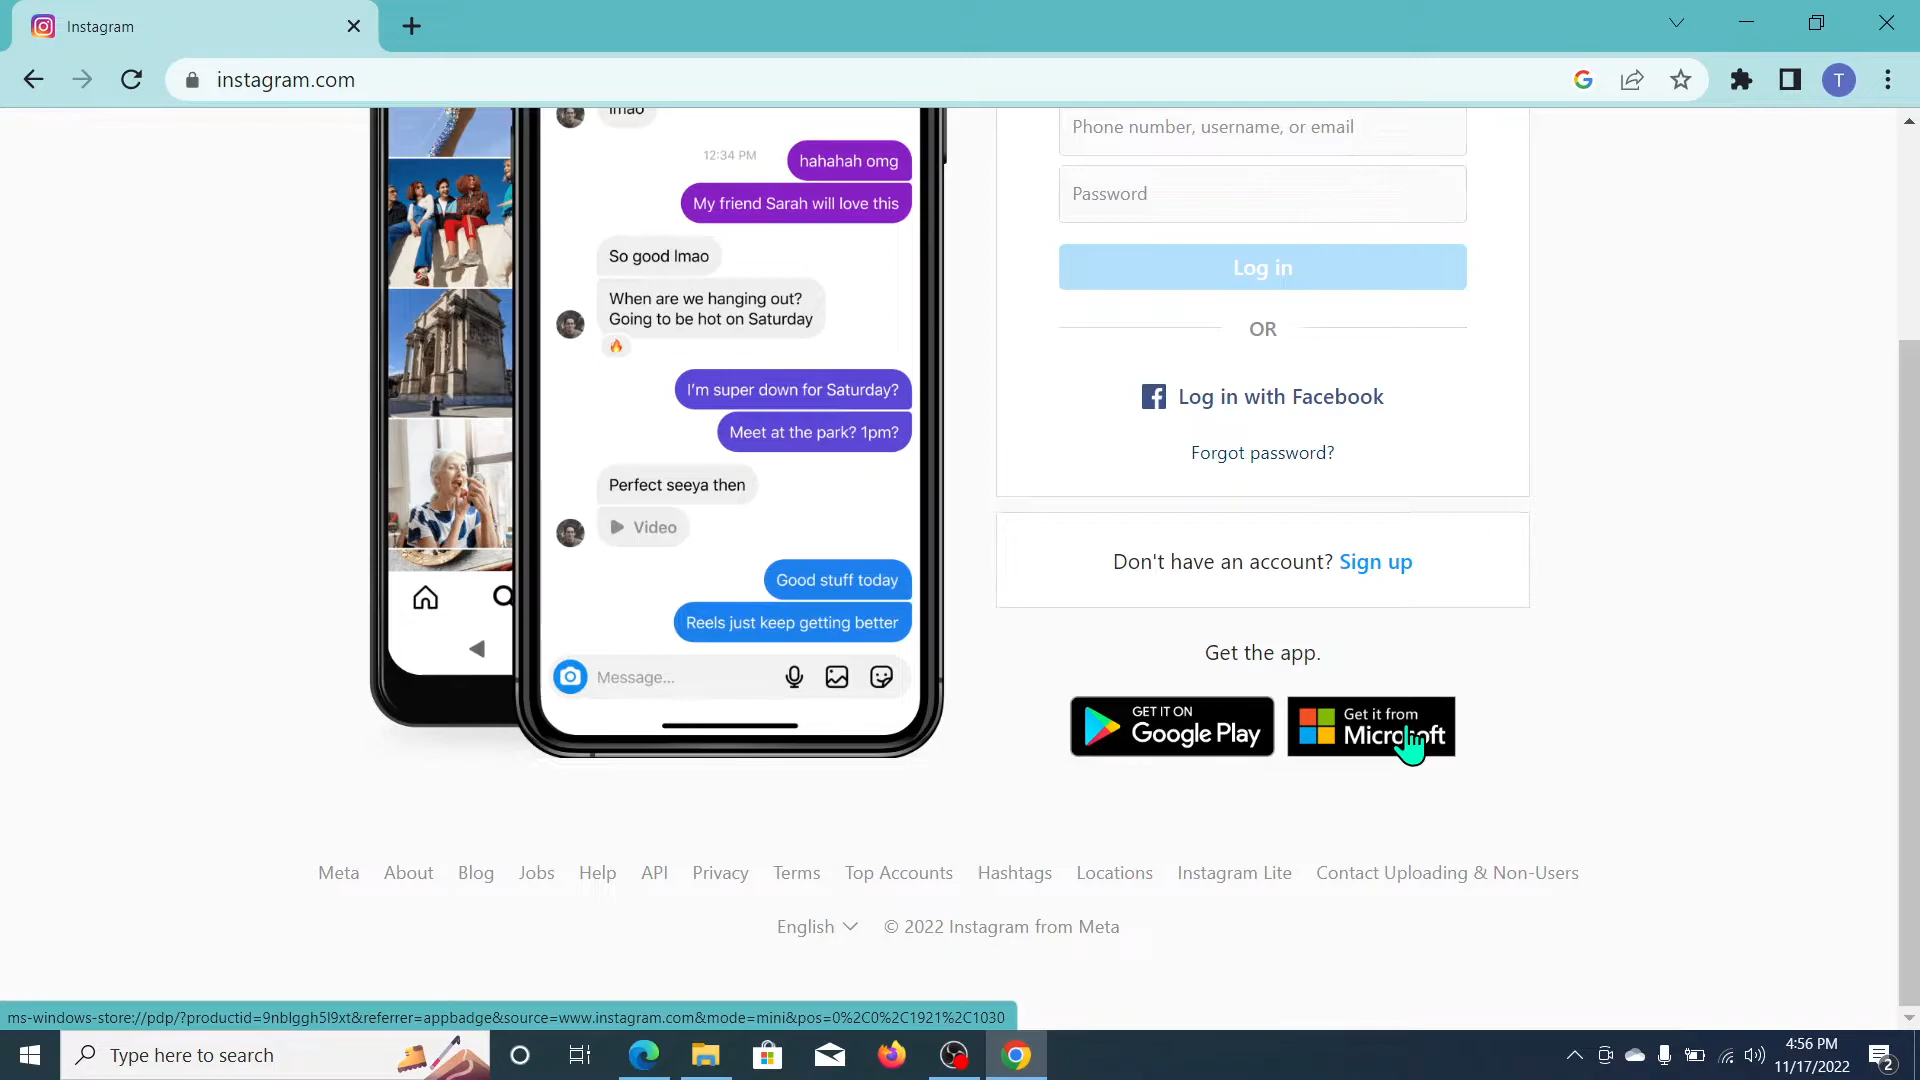 Instagram
instagram.com
T
lmao
12:34 PM
hahahah omg
My friend Sarah will love this
So good lmao
When are we hanging out?
Going to be hot on Saturday
I'm super down for Saturday?
Meet at the park? 1pm?
Perfect seeya then
Video
Good stuff today
Reels just keep getting better
Message...
Phone number, username, or email
Password
Log in
OR
Log in with Facebook
Forgot password?
Don't have an account? Sign up
Get the app.
GET IT ON
Google Play
Get it from
Microsoft
Meta About Blog Jobs Help API Privacy Terms Top Accounts Hashtags Locations Instagram Lite Contact Uploading & Non-Users
English © 2022 Instagram from Meta
ms-windows-store://pdp/?productid=9nblggh5l9xt&referrer=appbadge&source=www.instagram.com&mode=mini&pos=0%2C0%2C1921%2C1030
Type here to search
4:56 PM
11/17/2022
2